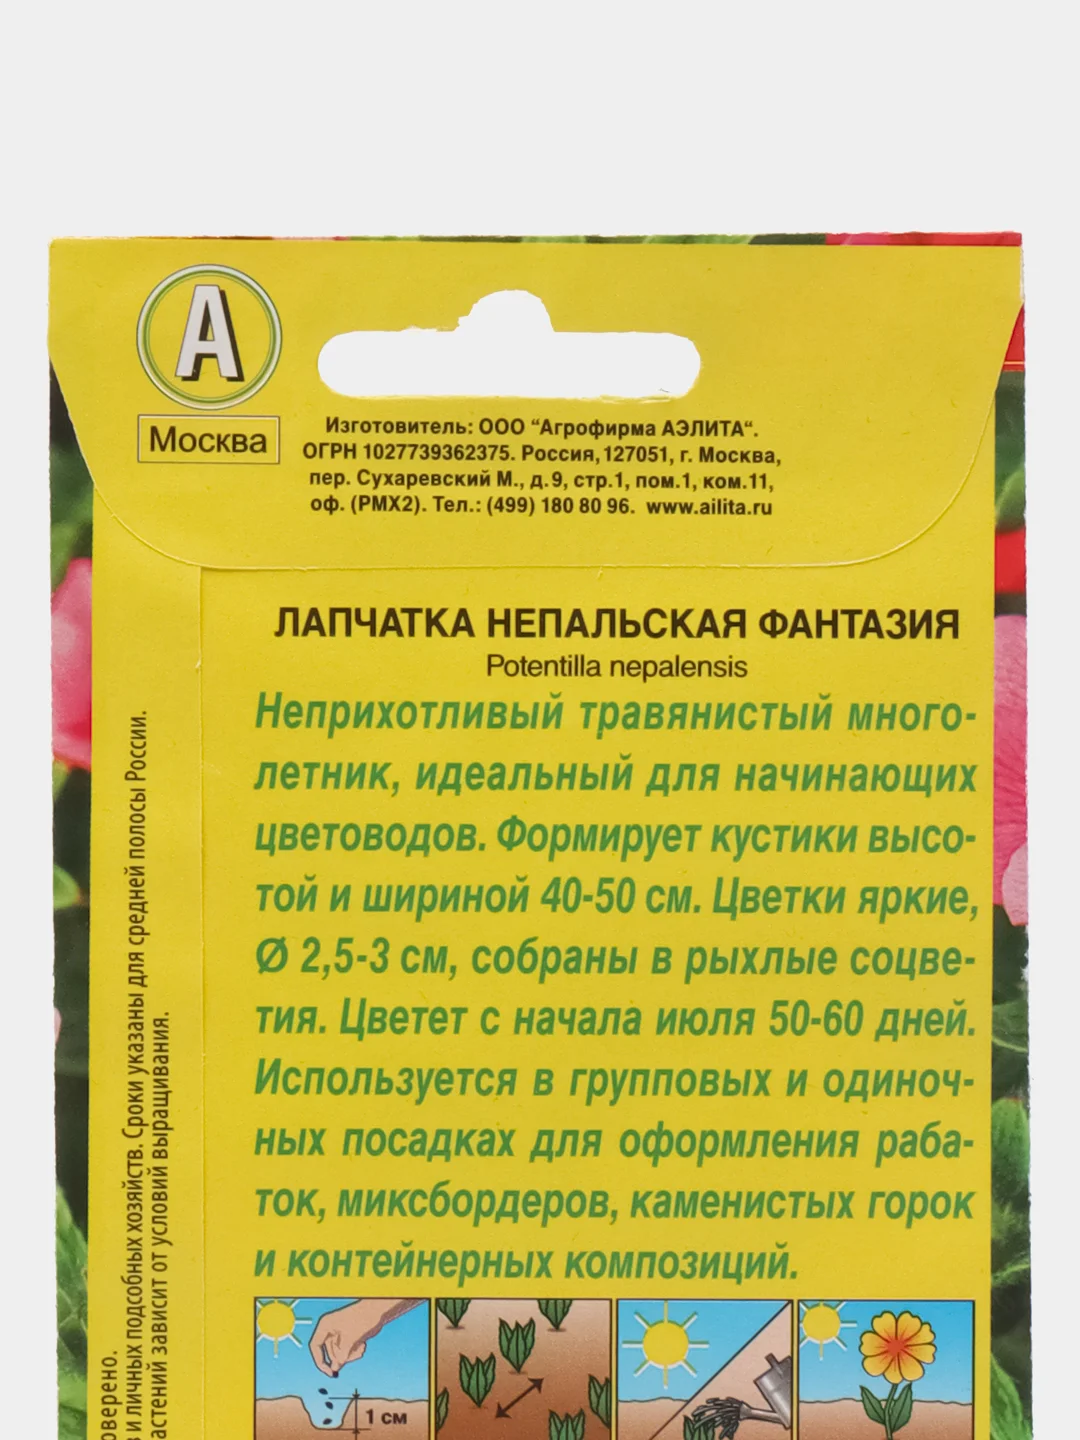 А
Москва
Изготовитель: ООО “Агрофирма АЭЛИТА“.
ОГРН 1027739362375. Россия,127051, г. Москва,
пер. Сухаревский М., д.9, стр.1, пом.1, ком.11,
оф. (РМХ2). Тел.: (499) 180 80 96. www.ailita.ru
ЛАПЧАТКА НЕПАЛЬСКАЯ ФАНТАЗИЯ
Potentilla nepalensis
Неприхотливый травянистый много-
летник, идеальный для начинающих
цветоводов. Формирует кустики высо-
той и шириной 40-50 см. Цветки яркие,
Ø 2,5-3 см, собраны в рыхлые соцве-
тия. Цветет с начала июля 50-60 дней.
Используется в групповых и одиноч-
ных посадках для оформления раба-
ток, миксбордеров, каменистых горок
и контейнерных композиций.
1 см
и личных подсобных хозяйств. Сроки указаны для средней полосы России.
зависит от условий выращивания.